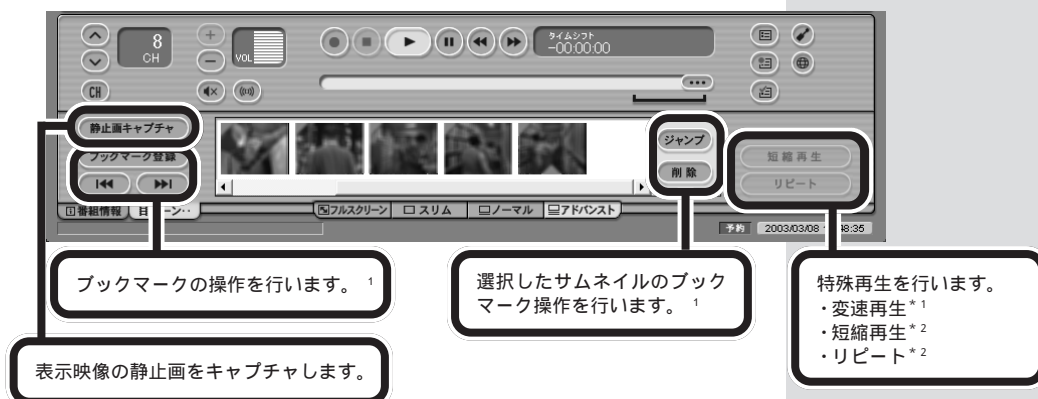 8
CH
VOL
タイムシフト
-00:00:00
CH
静止画キャプチャ
ブックマーク登録
ジャンプ
削除
短縮再生
リピート
番組情報
フルスクリーン
スリム
ノーマル
アドバンスト
予約
2003/03/08
48:35
ブックマークの操作を行います。 1
選択したサムネイルのブック
マーク操作を行います。 1
特殊再生を行います。
・変速再生*1
・短縮再生*2
・リピート*2
表示映像の静止画をキャプチャします。